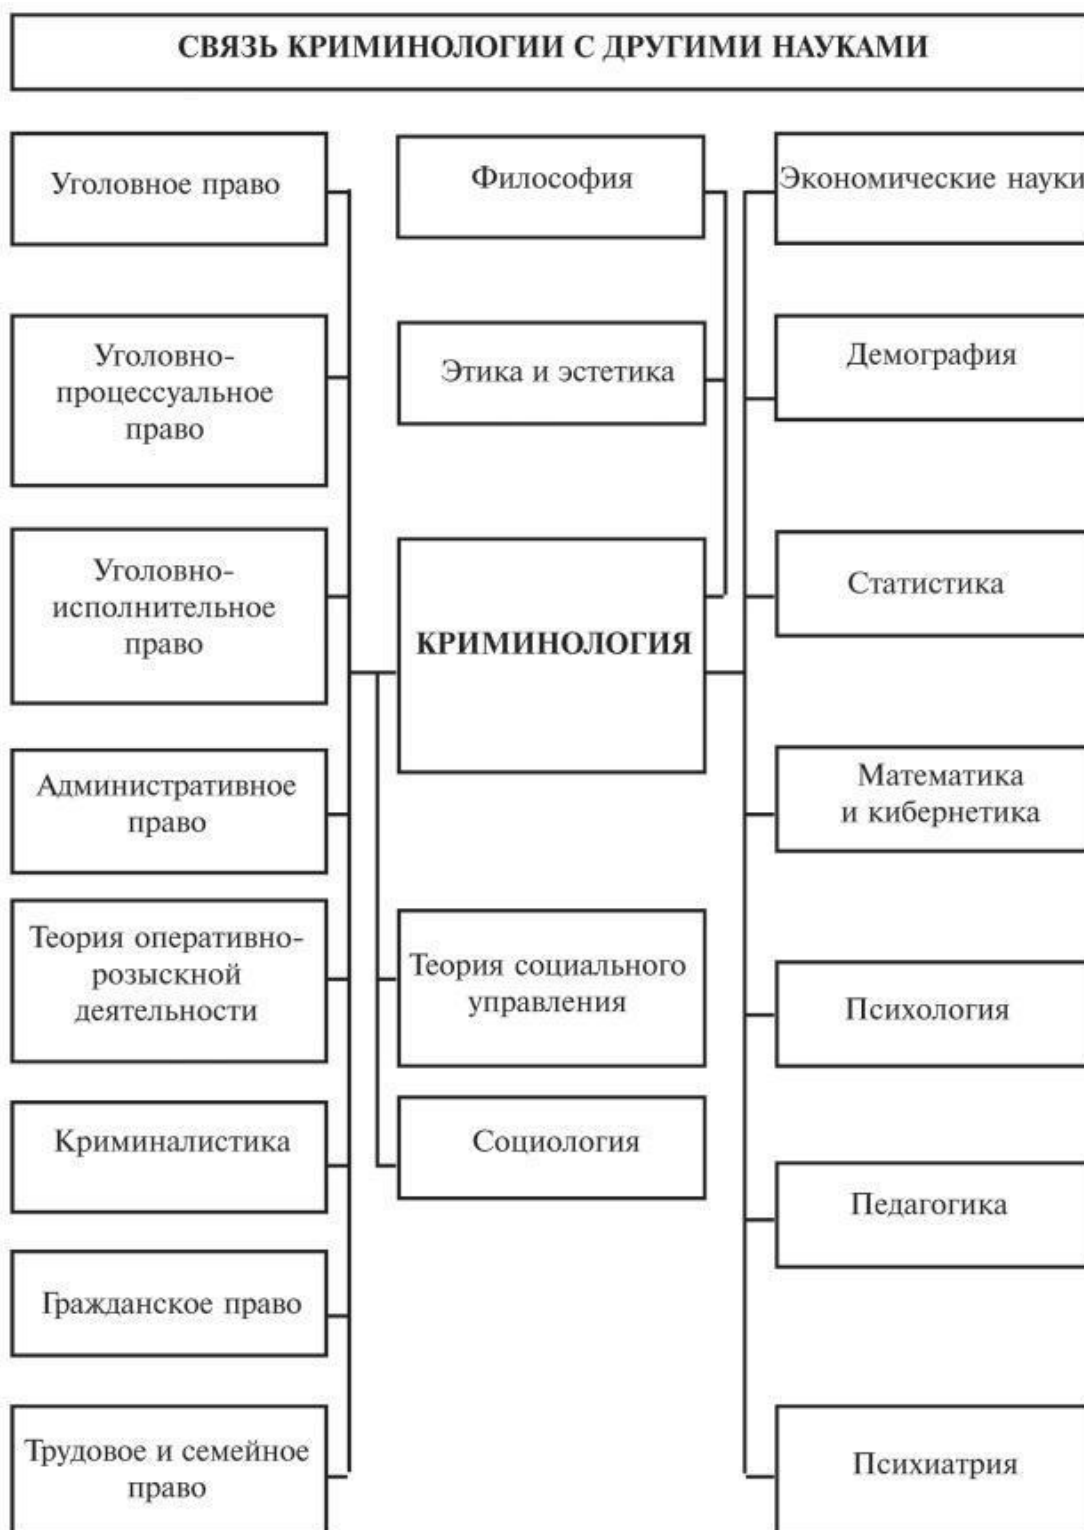 СВЯЗЬ КРИМИНОЛОГИИ С ДРУГИМИ НАУКАМИ
Уголовное право
Уголовно-
процессуальное
право
Уголовно-
исполнительное
право
Административное
право
Теория оперативно-
розыскной
деятельности
Криминалистика
Гражданское право
Трудовое и семейное
право
Философия
Этика и эстетика
КРИМИНОЛОГИЯ
Теория социального
управления
Социология
Экономические науки
Демография
Статистика
Математика
и кибернетика
Психология
Педагогика
Психиатрия